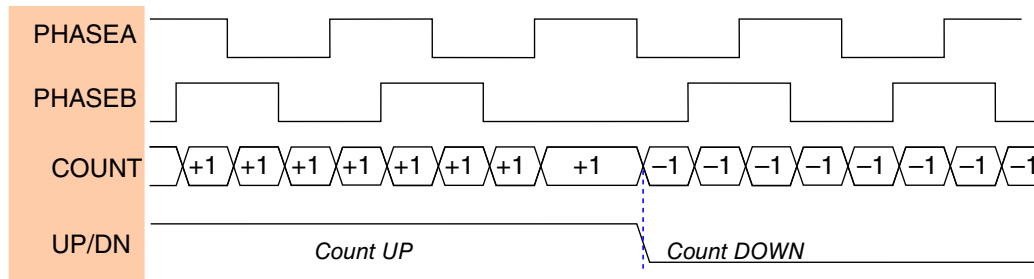 PHASEA
PHASEB
COUNT +1 +1 +1 +1 +1 +1 +1 +1 −1 −1 −1 −1 −1 −1 −1 −1
UP/DN Count UP Count DOWN